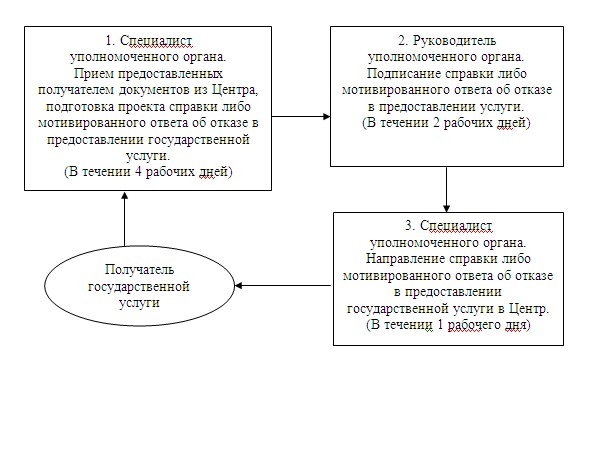 1. Специалист
уполномоченного органа.
Прием предоставленных
получателем документов из Центра,
подготовка проекта справки либо
мотивированного ответа об отказе в
предоставлении государственной
услуги.
(В течении 4 рабочих дней)
2. Руководитель
уполномоченного органа.
Подписание справки либо
мотивированного ответа об отказе
в предоставлении услуги.
(В течении 2 рабочих дней)
3. Специалист
уполномоченного органа.
Направление справки либо
мотивированного ответа об отказе
в предоставлении
государственной услуги в Центр.
(В течении 1 рабочего дня)
Получатель
государственной
услуги